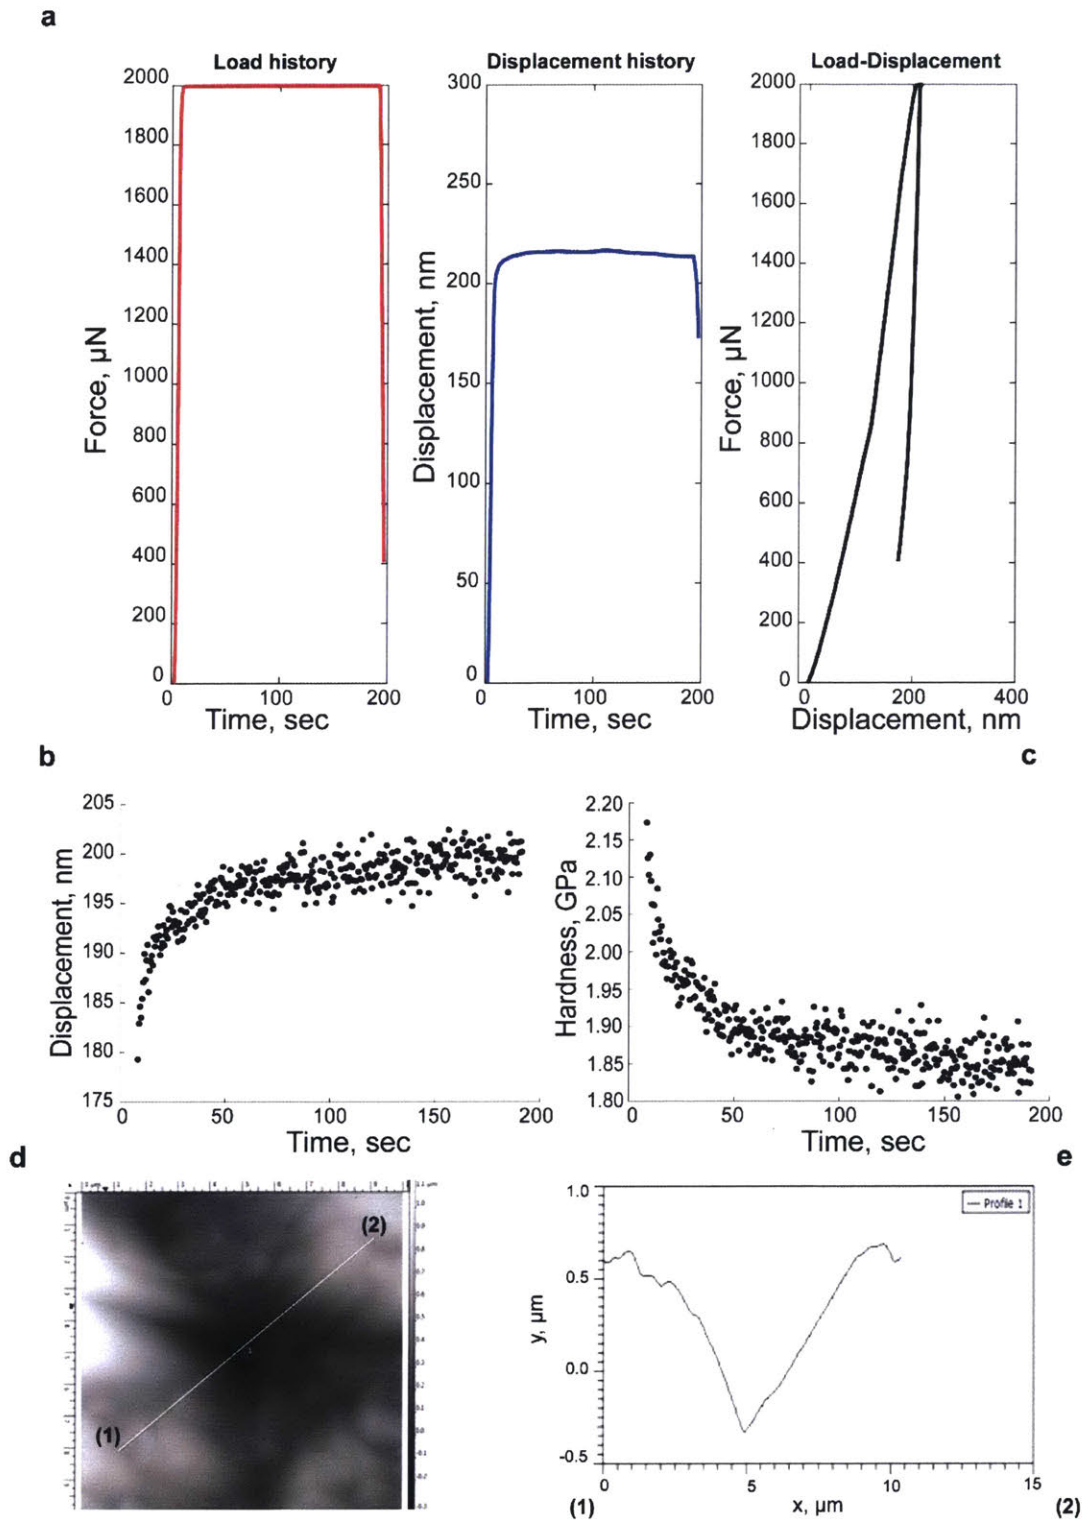 a
Load history
Displacement history
Load-Displacement
2000
1800
1600
1400
1200
1000
800
600
400
200
0
Force, µN
0 100 200
Time, sec
300
250
200
150
100
50
0
Displacement, nm
0 100 200
Time, sec
2000
1800
1600
1400
1200
1000
800
600
400
200
0
Force, µN
0 200 400
Displacement, nm
b
c
205
200
195
190
185
180
175
Displacement, nm
0 50 100 150 200
Time, sec
2.20
2.15
2.10
2.05
2.00
1.95
1.90
1.85
1.80
Hardness, GPa
0 50 100 150 200
Time, sec
d
e
(2)
(1)
1.0
0.5
0.0
-0.5
y, µm
Profile 1
0 5 10 15
x, µm
(1) (2)